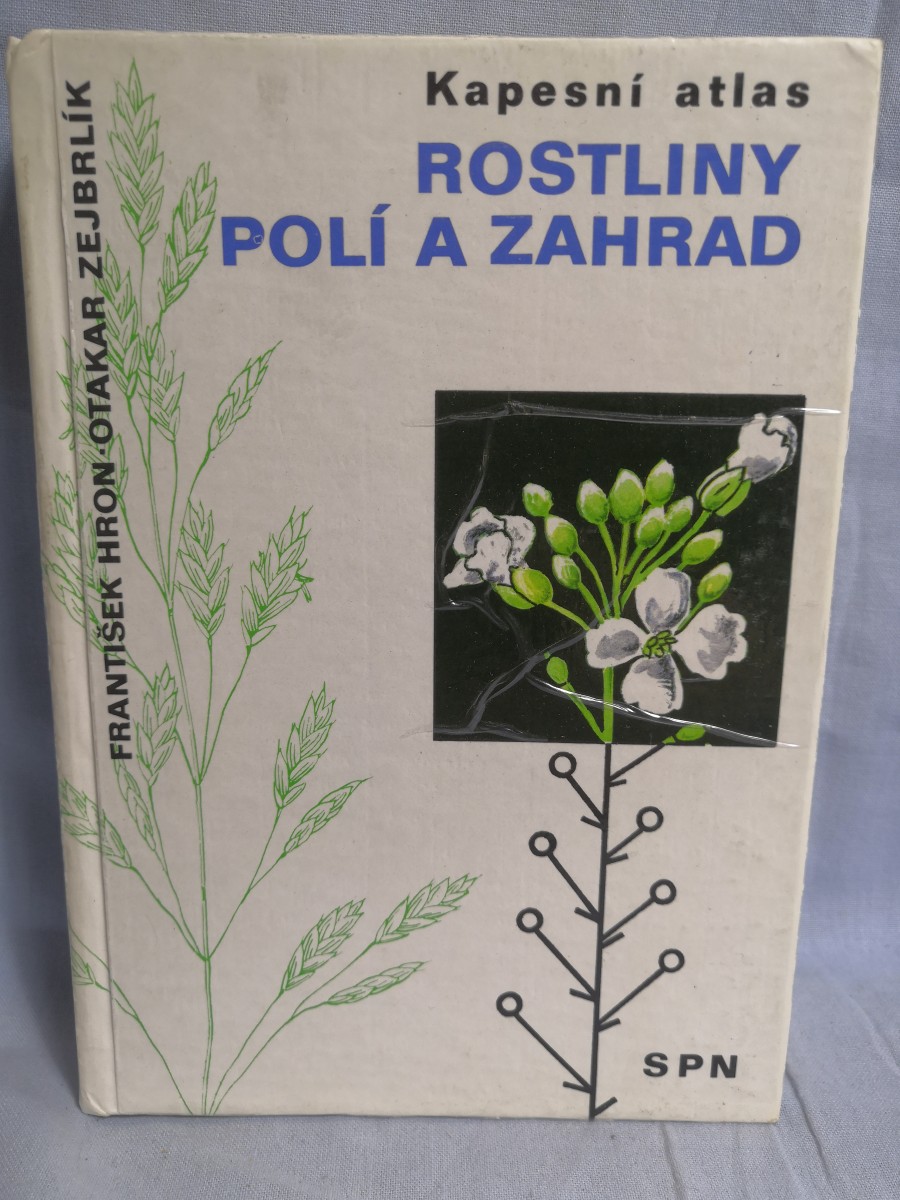 Kapesní atlas
ROSTLINY
POLÍ A ZAHRAD
FRANTIŠEK HRON · OTAKAR ZEJBRLÍK
SPN